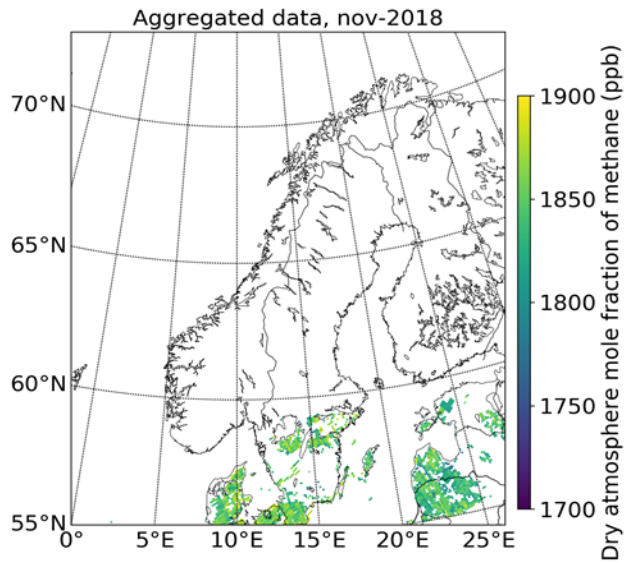 Aggregated data, nov-2018
70°N
65°N
60°N
55°N
0°
5°E
10°E
15°E
20°E
25°E
1900
1850
1800
1750
1700
Dry atmosphere mole fraction of methane (ppb)